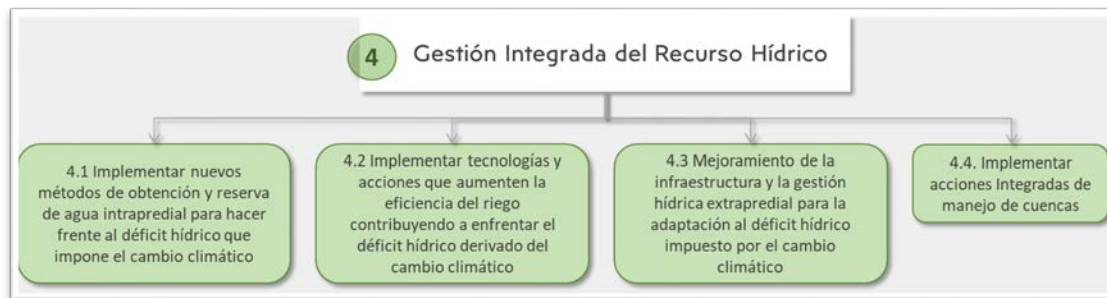 4 Gestión Integrada del Recurso Hídrico
4.1 Implementar nuevos
métodos de obtención y reserva
de agua intrapredial para hacer
frente al déficit hídrico que
impone el cambio climático
4.2 Implementar tecnologías y
acciones que aumenten la
eficiencia del riego
contribuyendo a enfrentar el
déficit hídrico derivado del
cambio climático
4.3 Mejoramiento de la
infraestructura y la gestión
hídrica extrapredial para la
adaptación al déficit hídrico
impuesto por el cambio
climático
4.4. Implementar
acciones Integradas de
manejo de cuencas